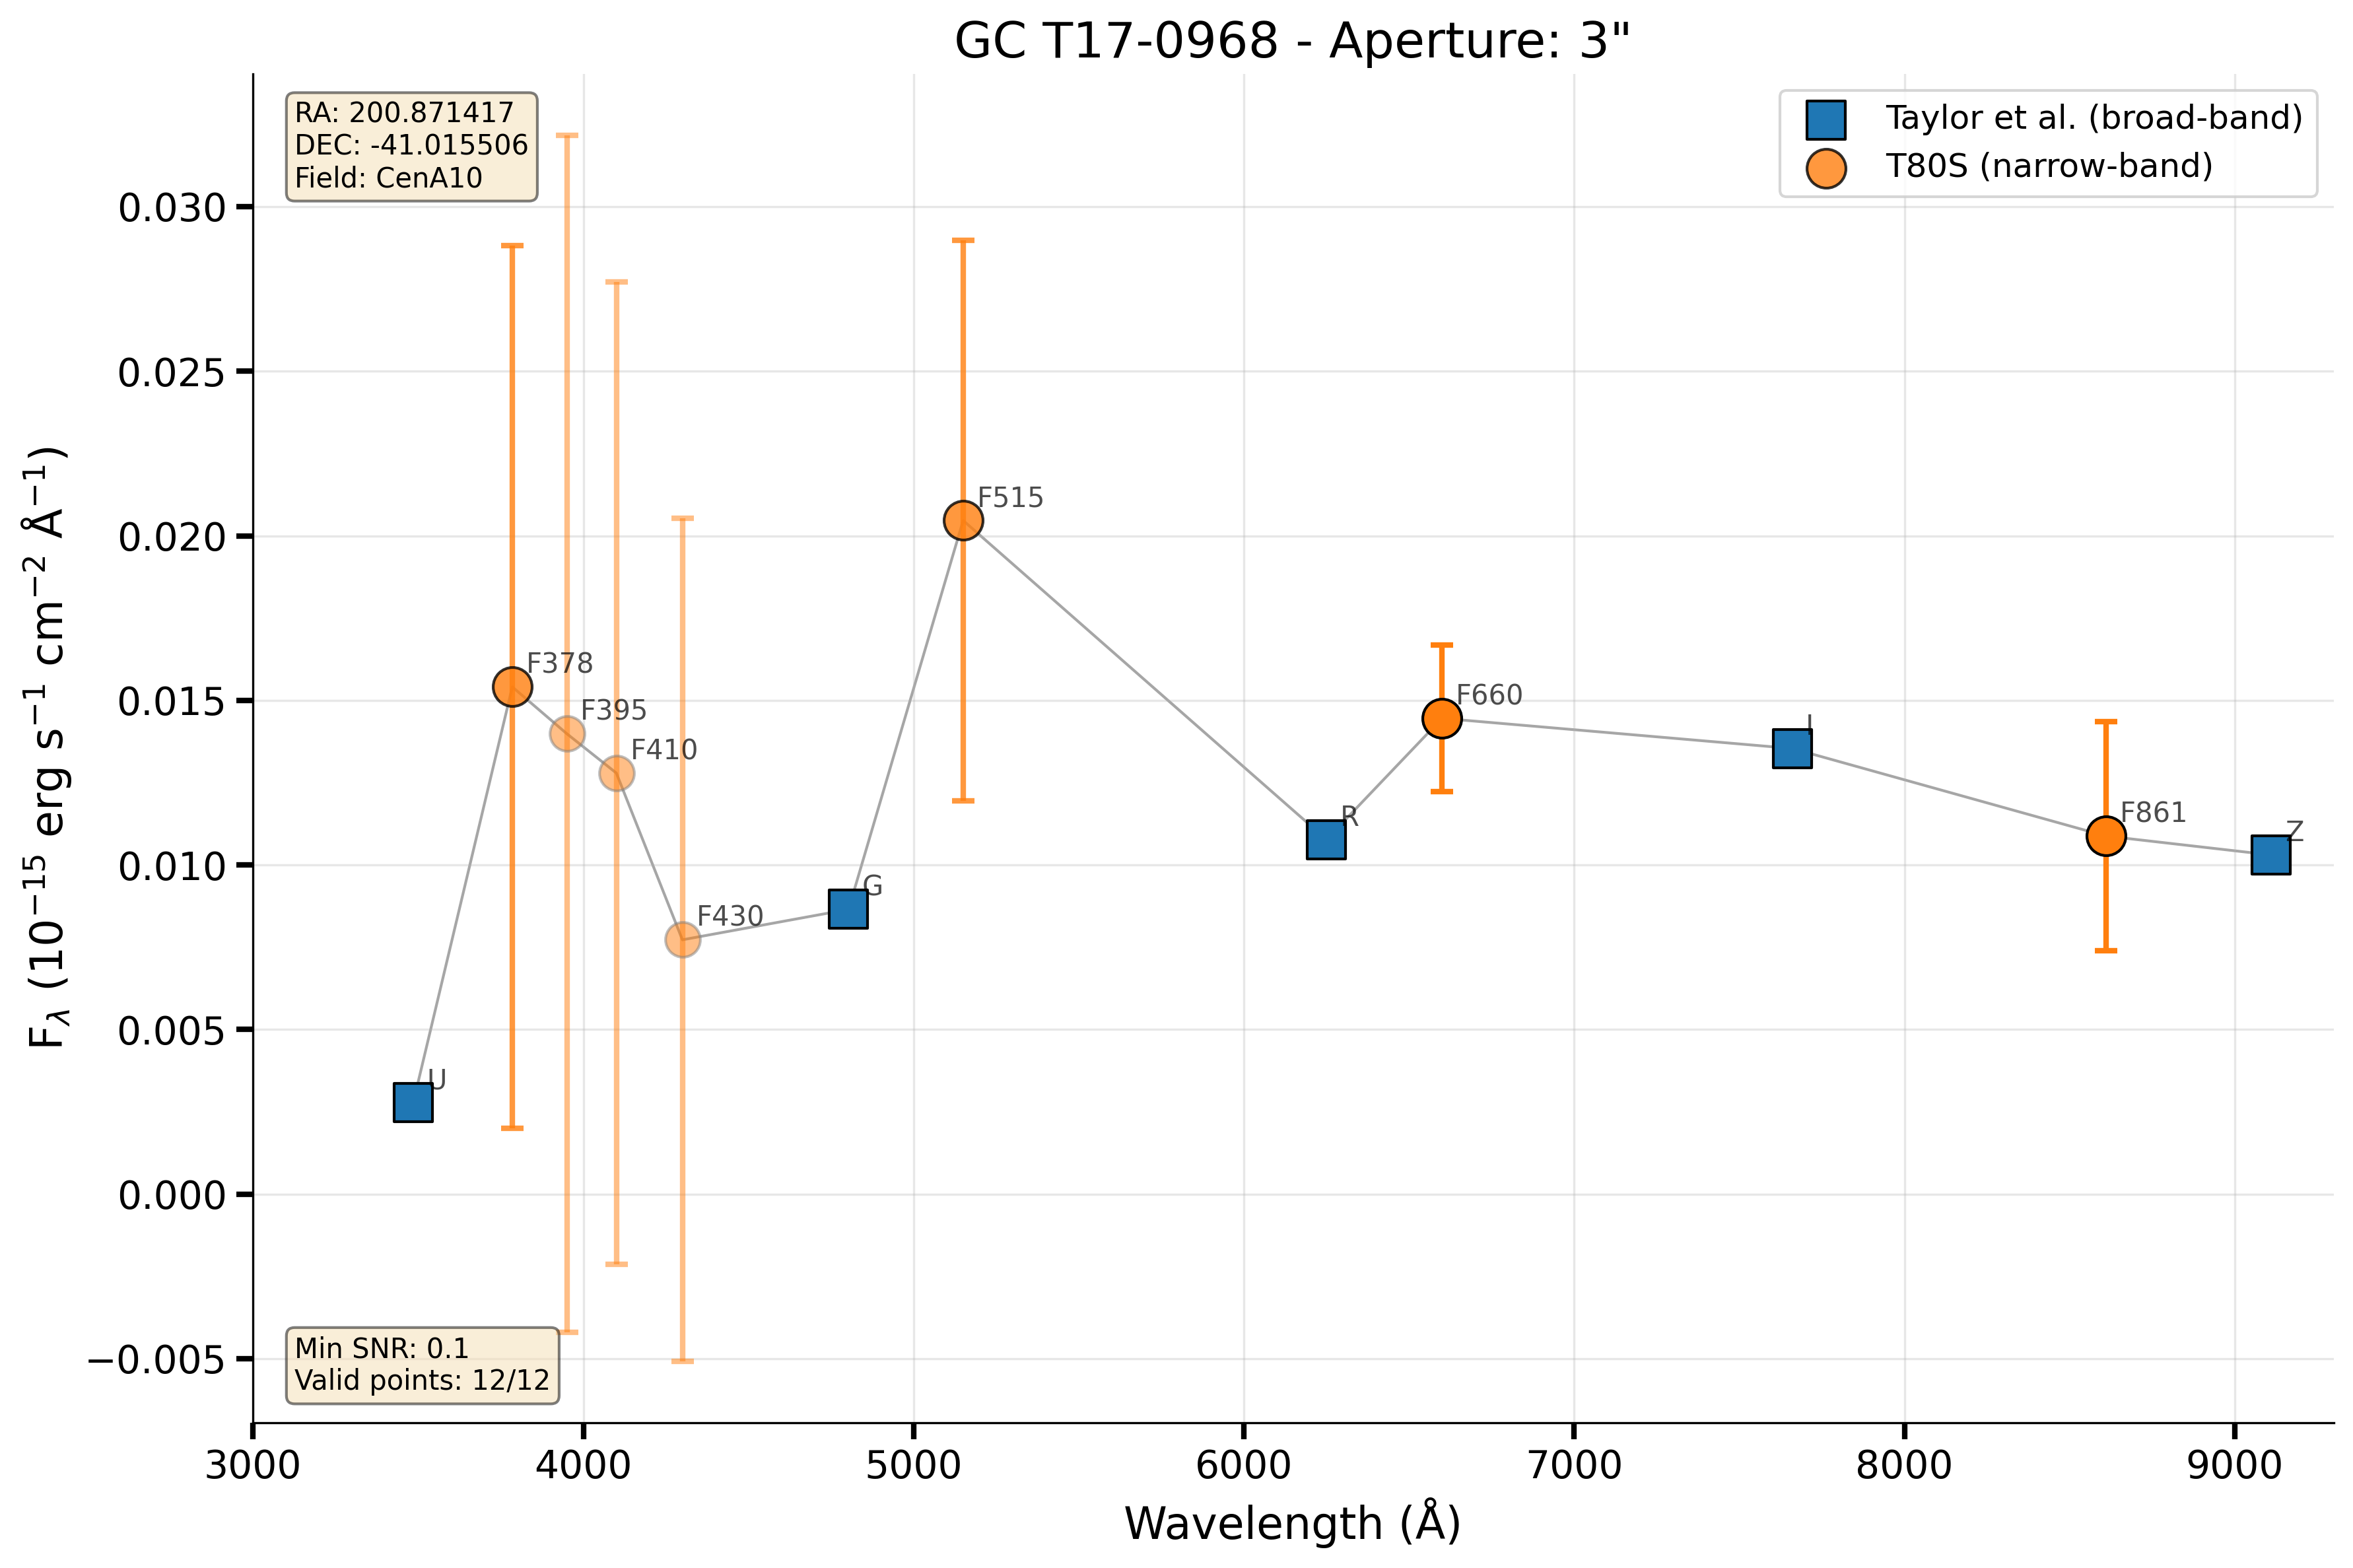 GC T17-0968 - Aperture: 3"
RA: 200.871417
DEC: -41.015506
Field: CenA10
Taylor et al. (broad-band)
T80S (narrow-band)
F_λ (10⁻¹⁵ erg s⁻¹ cm⁻² Å⁻¹)
0.030
0.025
0.020
0.015
0.010
0.005
0.000
−0.005
U
F378
F395
F410
F430
G
F515
R
F660
I
F861
Z
Min SNR: 0.1
Valid points: 12/12
3000
4000
5000
6000
7000
8000
9000
Wavelength (Å)